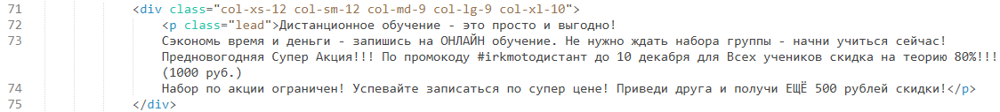 71 <div class="col-xs-12 col-sm-12 col-md-9 col-lg-9 col-xl-10">
72 <p class="lead">Дистанционное обучение - это просто и выгодно!
73 Сэкономь время и деньги - запишись на ОНЛАЙН обучение. Не нужно ждать набора группы - начни учиться сейчас!
Предновогодняя Супер Акция!!! По промокоду #irkmotoдистант до 10 декабря для Всех учеников скидка на теорию 80%!!!
(1000 руб.)
74 Набор по акции ограничен! Успевайте записаться по супер цене! Приведи друга и получи ЕЩЁ 500 рублей скидки!</p>
75 </div>